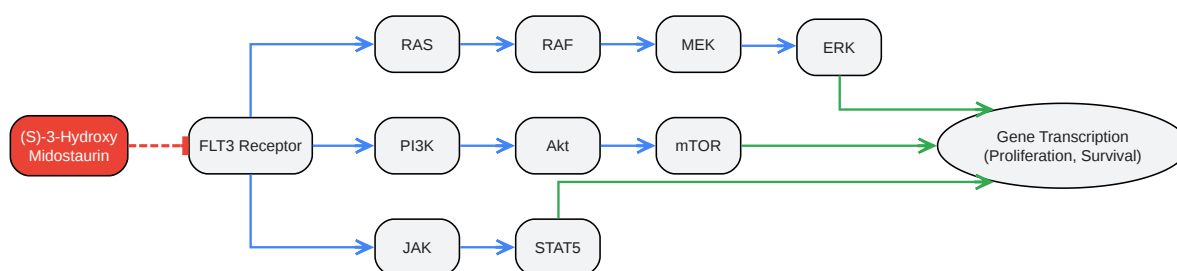 RAS
RAF
MEK
ERK
(S)-3-Hydroxy
Midostaurin
FLT3 Receptor
PI3K
Akt
mTOR
Gene Transcription
(Proliferation, Survival)
JAK
STAT5